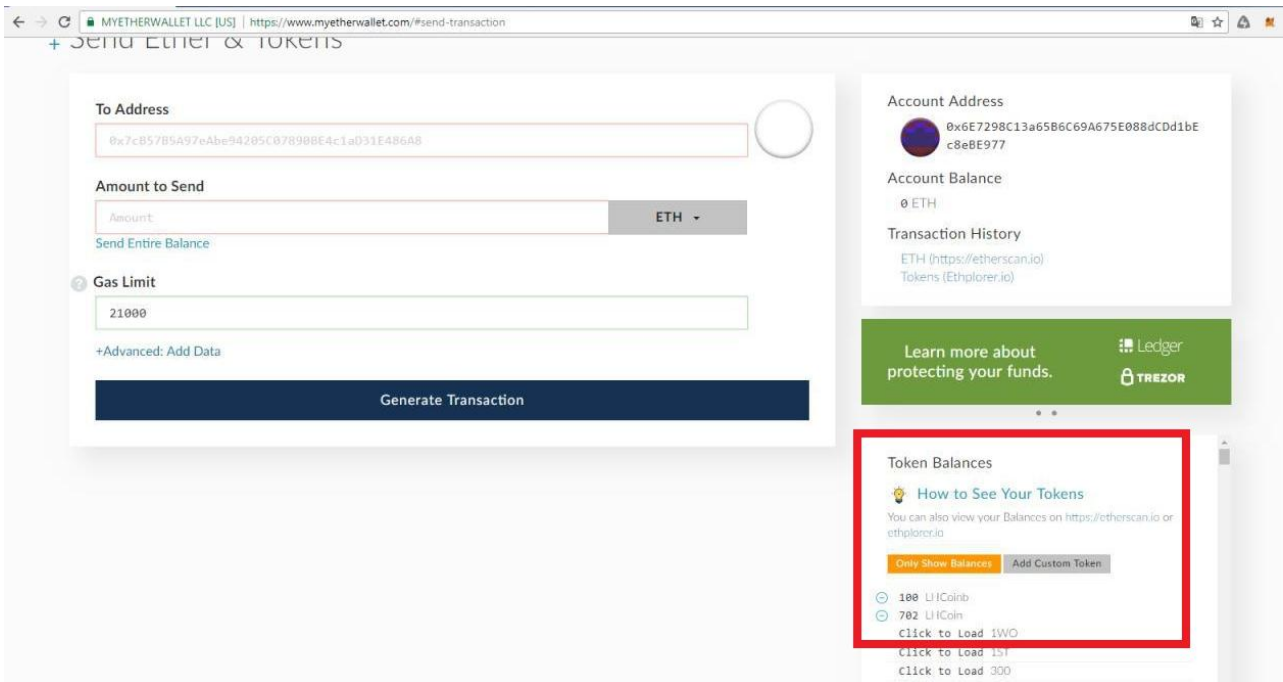 MYETHERWALLET LLC [US] | https://www.myetherwallet.com/#send-transaction
+ Send Ether & Tokens
To Address
0x7cB57B5A97eAbe94205C07890BE4c1aD31E486A8
Amount to Send
Amount
ETH
Send Entire Balance
? Gas Limit
21000
+Advanced: Add Data
Generate Transaction
Account Address
0x6E7298C13a65B6C69A675E088dCDd1bE
c8eBE977
Account Balance
0 ETH
Transaction History
ETH (https://etherscan.io)
Tokens (Ethplorer.io)
Learn more about
protecting your funds.
Ledger
TREZOR
Token Balances
How to See Your Tokens
You can also view your Balances on https://etherscan.io or
ethplorer.io
Only Show Balances
Add Custom Token
100
702
Click to Load 1WO
Click to Load 1ST
Click to Load 300